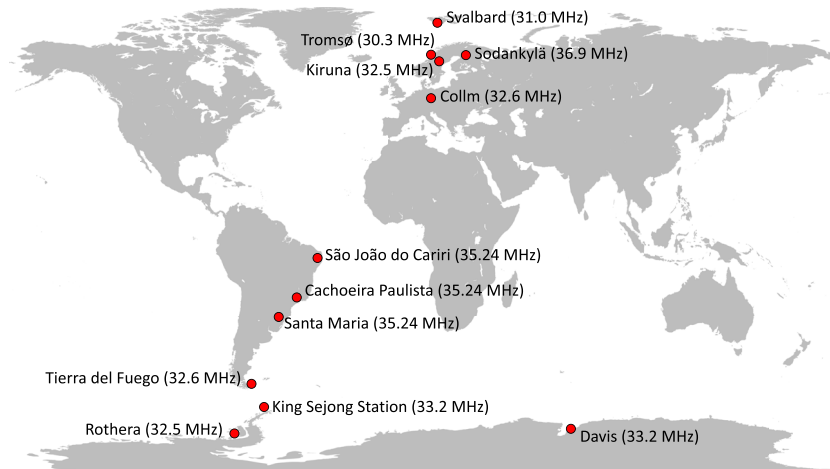 Svalbard (31.0 MHz)
Tromsø (30.3 MHz)
Sodankylä (36.9 MHz)
Kiruna (32.5 MHz)
Collm (32.6 MHz)
São João do Cariri (35.24 MHz)
Cachoeira Paulista (35.24 MHz)
Santa Maria (35.24 MHz)
Tierra del Fuego (32.6 MHz)
King Sejong Station (33.2 MHz)
Rothera (32.5 MHz)
Davis (33.2 MHz)